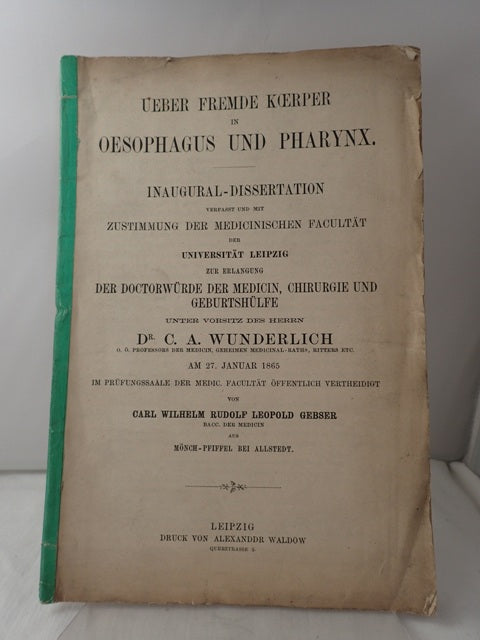 UEBER FREMDE KŒRPER
IN
OESOPHAGUS UND PHARYNX.
INAUGURAL-DISSERTATION
VERFASST UND MIT
ZUSTIMMUNG DER MEDICINISCHEN FACULTÄT
DER
UNIVERSITÄT LEIPZIG
ZUR ERLANGUNG
DER DOCTORWÜRDE DER MEDICIN, CHIRURGIE UND
GEBURTSHÜLFE
UNTER VORSITZ DES HERRN
DR. C. A. WUNDERLICH
O. Ö. PROFESSORS DER MEDICIN, GEHEIMEN MEDICINAL-RATHS, RITTERS ETC.
AM 27. JANUAR 1865
IM PRÜFUNGSSAALE DER MEDIC. FACULTÄT ÖFFENTLICH VERTHEIDIGT
VON
CARL WILHELM RUDOLF LEOPOLD GEBSER
BACC. DER MEDICIN
AUS
MÖNCH-PFIFFEL BEI ALLSTEDT.
LEIPZIG
DRUCK VON ALEXANDDR WALDOW
QUERSTRASSE 5.